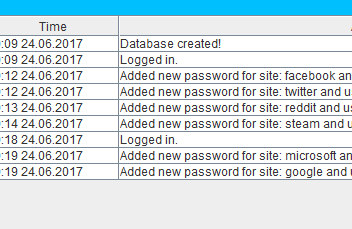 Time
:09 24.06.2017 Database created!
:09 24.06.2017 Logged in.
:12 24.06.2017 Added new password for site: facebook an
:12 24.06.2017 Added new password for site: twitter and u
:13 24.06.2017 Added new password for site: reddit and us
:14 24.06.2017 Added new password for site: steam and u
:18 24.06.2017 Logged in.
:19 24.06.2017 Added new password for site: microsoft an
:19 24.06.2017 Added new password for site: google and u